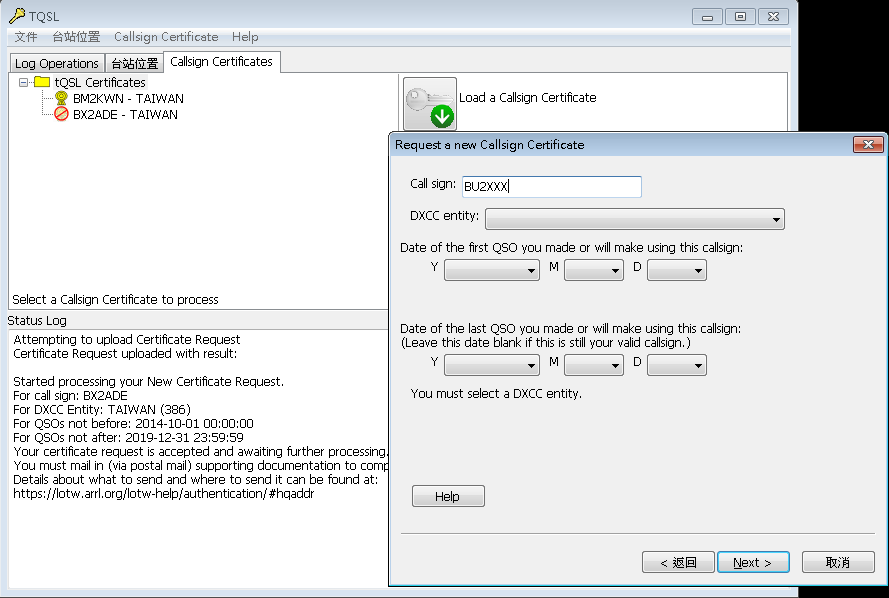 TQSL
文件 台站位置 Callsign Certificate Help
Log Operations 台站位置 Callsign Certificates
tQSL Certificates
BM2KWN - TAIWAN
BX2ADE - TAIWAN
Load a Callsign Certificate
Select a Callsign Certificate to process
Status Log
Attempting to upload Certificate Request
Certificate Request uploaded with result:
Started processing your New Certificate Request.
For call sign: BX2ADE
For DXCC Entity: TAIWAN (386)
For QSOs not before: 2014-10-01 00:00:00
For QSOs not after: 2019-12-31 23:59:59
Your certificate request is accepted and awaiting further processing.
You must mail in (via postal mail) supporting documentation to comp
Details about what to send and where to send it can be found at:
https://lotw.arrl.org/lotw-help/authentication/#hqaddr
Request a new Callsign Certificate
Call sign: BU2XXX
DXCC entity:
Date of the first QSO you made or will make using this callsign:
Y M D
Date of the last QSO you made or will make using this callsign:
(Leave this date blank if this is still your valid callsign.)
Y M D
You must select a DXCC entity.
Help
< 返回 Next > 取消